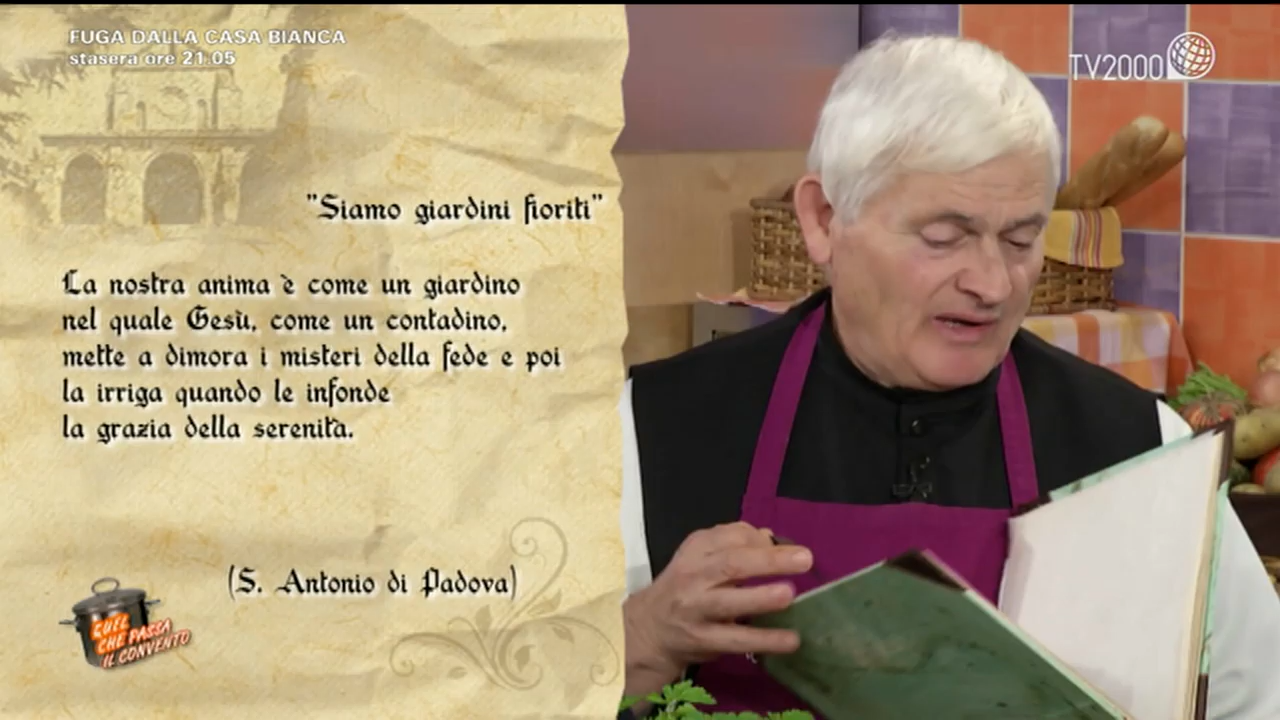 FUGA DALLA CASA BIANCA
stasera ore 21.05
TV2000
"Siamo giardini fioriti"
La nostra anima è come un giardino
nel quale Gesù, come un contadino,
mette a dimora i misteri della fede e poi
la irriga quando le infonde
la grazia della serenità.
(S. Antonio di Padova)
QUEL
CHE PASSA
IL CONVENTO